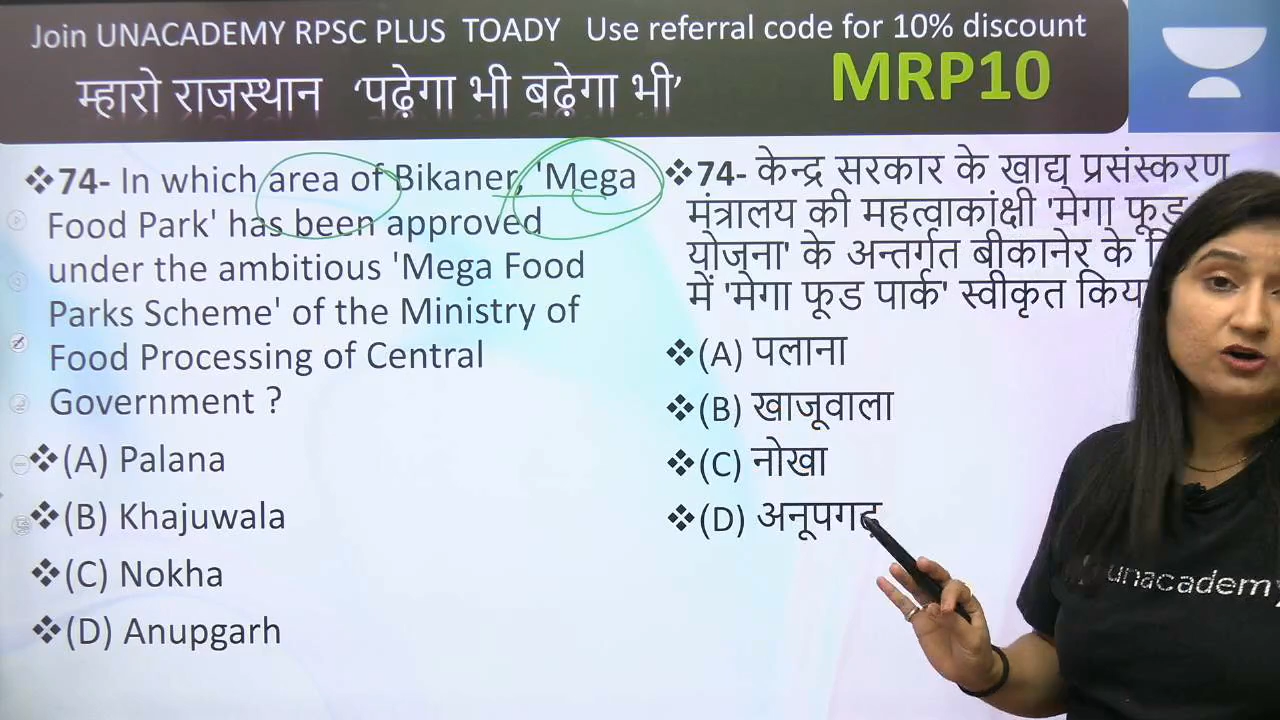 Join UNACADEMY RPSC PLUS TOADY Use referral code for 10% discount
म्हारो राजस्थान ‘पढ़ेगा भी बढ़ेगा भी’ MRP10
❖74- In which area of Bikaner, 'Mega
Food Park' has been approved
under the ambitious 'Mega Food
Parks Scheme' of the Ministry of
Food Processing of Central
Government ?
❖(A) Palana
❖(B) Khajuwala
❖(C) Nokha
❖(D) Anupgarh
❖74- केन्द्र सरकार के खाद्य प्रसंस्करण
मंत्रालय की महत्वाकांक्षी 'मेगा फूड
योजना' के अन्तर्गत बीकानेर के
में 'मेगा फूड पार्क' स्वीकृत
❖(A) पलाना
❖(B) खाजूवाला
❖(C) नोखा
❖(D) अनूपगढ़
unacademy